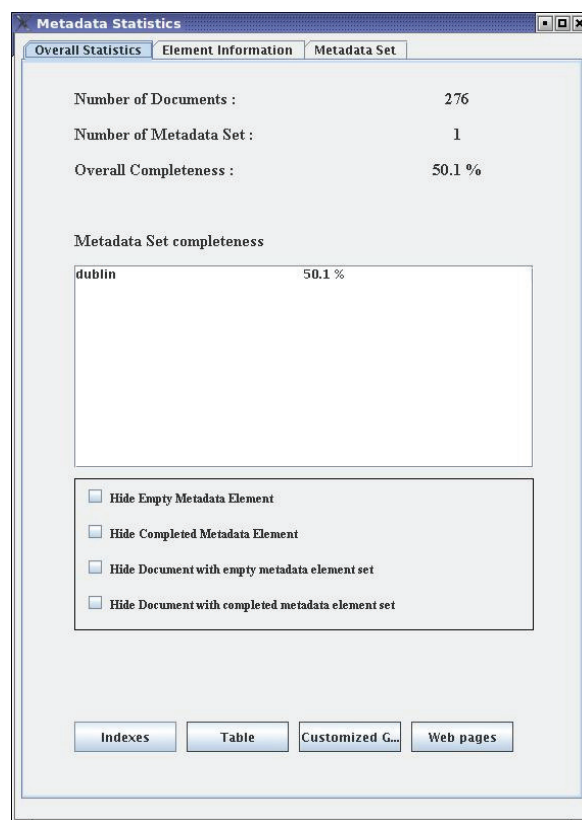 Metadata Statistics
Overall Statistics Element Information Metadata Set
Number of Documents : 276
Number of Metadata Set : 1
Overall Completeness : 50.1 %
Metadata Set completeness
dublin 50.1 %
Hide Empty Metadata Element
Hide Completed Metadata Element
Hide Document with empty metadata element set
Hide Document with completed metadata element set
Indexes Table Customized G... Web pages